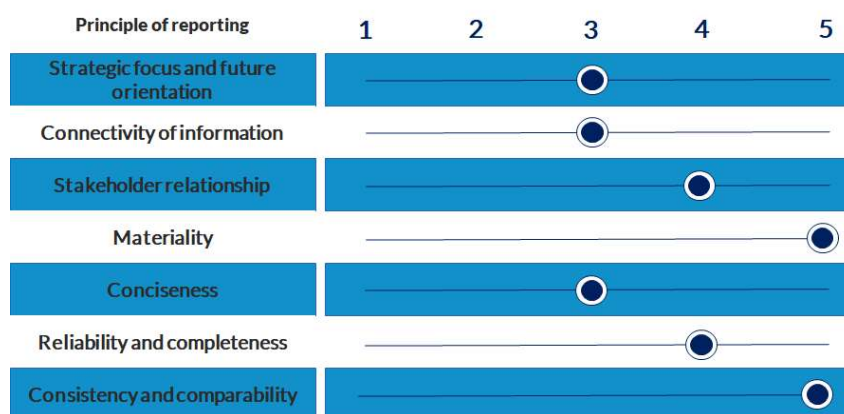 Principle of reporting 1 2 3 4 5
Strategic focus and future
orientation
Connectivity of information
Stakeholder relationship
Materiality
Conciseness
Reliability and completeness
Consistency and comparability